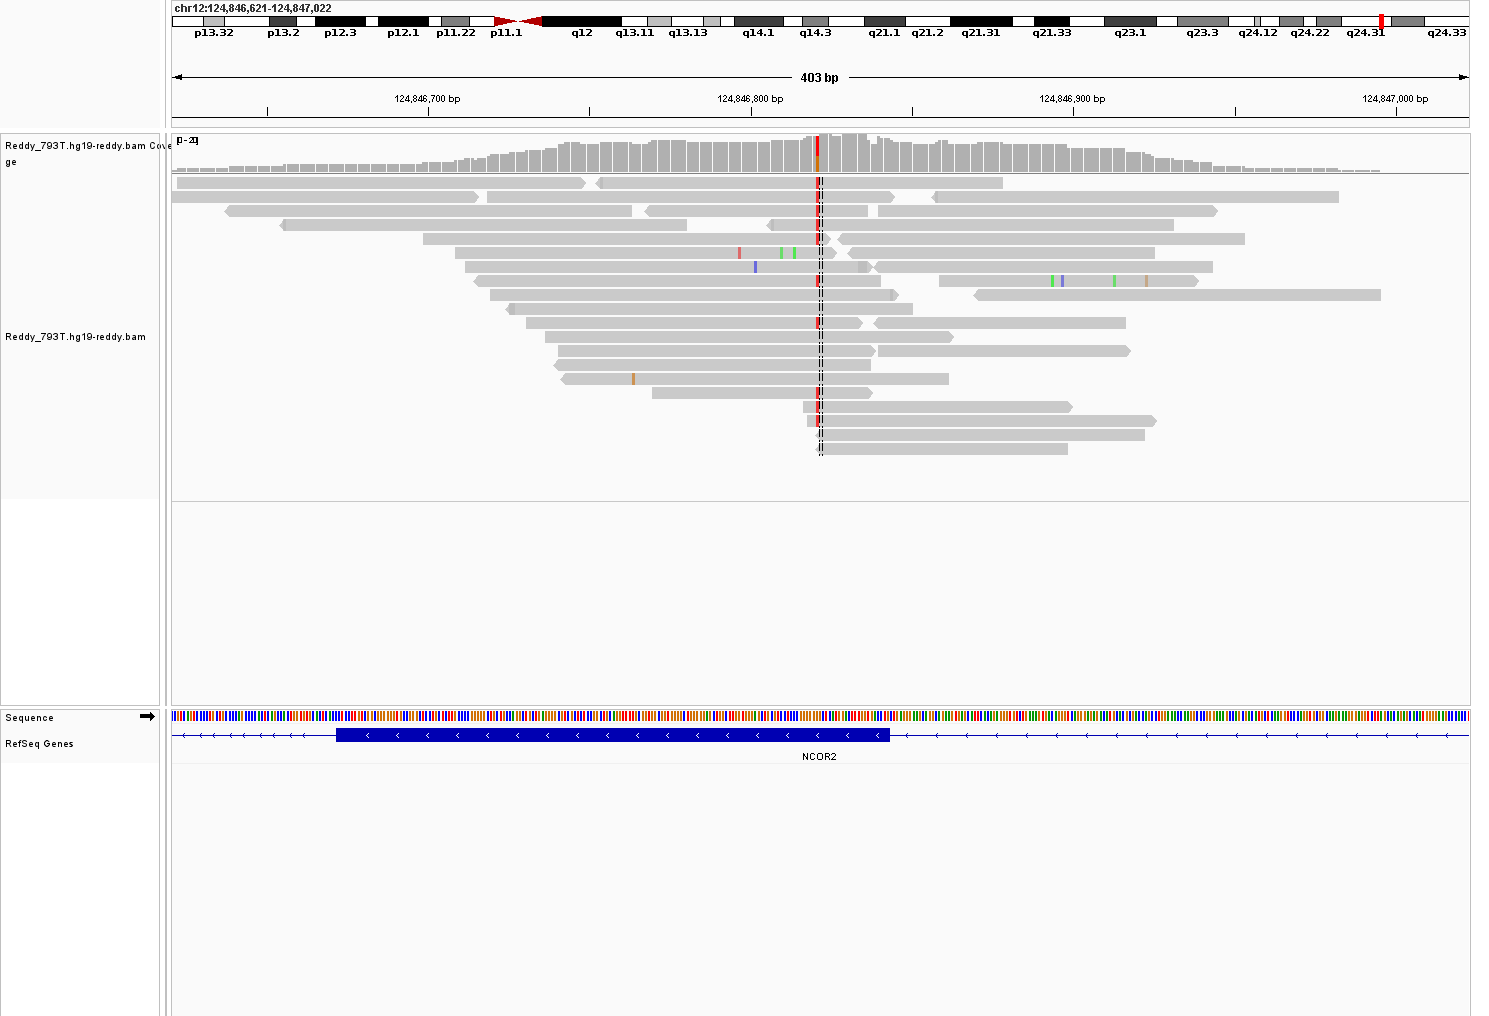 chr12:124,846,621-124,847,022
p13.32 p13.2 p12.3 p12.1 p11.22 p11.1 q12 q13.11 q13.13 q14.1 q14.3 q21.1 q21.2 q21.31 q21.33 q23.1 q23.3 q24.12 q24.22 q24.31 q24.33
403 bp
124,846,700 bp 124,846,800 bp 124,846,900 bp 124,847,000 bp
Reddy_793T.hg19-reddy.bam Cove
ge
[0 - 20]
Reddy_793T.hg19-reddy.bam
Sequence
RefSeq Genes
NCOR2